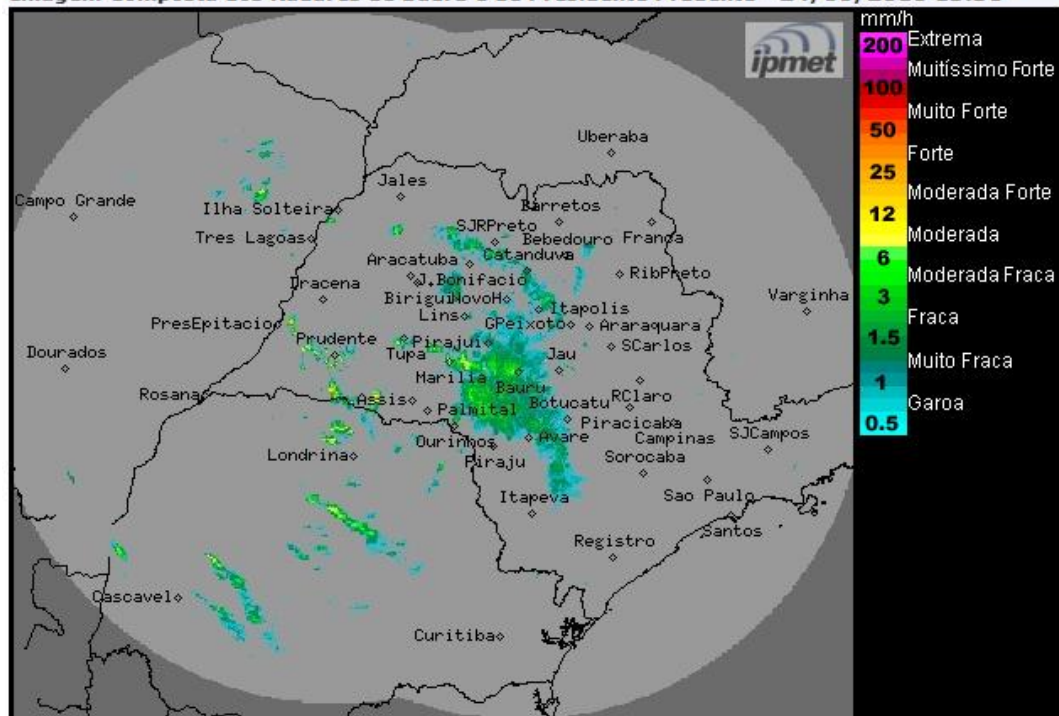 mm/h
200 Extrema
Muitíssimo Forte
100
Muito Forte
50
Forte
25
Moderada Forte
12
Moderada
6
Moderada Fraca
3
Fraca
1.5
Muito Fraca
1
Garoa
0.5
ipmet
Uberaba
Campo Grande
Jales
Ilha Solteira
Barretos
SJRPreto
Franca
Tres Lagoas
Bebedouro
Catanduva
Aracatuba
RibPreto
J.Bonifacio
Dracena
BiriguiNovoH
Varginha
Itapolis
Lins
PresEpitacio
GPeixoto
Araraquara
Prudente
Pirajui
SCarlos
Dourados
Tupa
Jau
Marilia
Bauru
Rosana
Assis
Botucatu
RClaro
Palmital
Piracicaba
Ourinhos
Avare
Campinas
SJCampos
Londrina
Piraju
Sorocaba
Itapeva
Sao Paulo
Santos
Registro
Cascavel
Curitiba